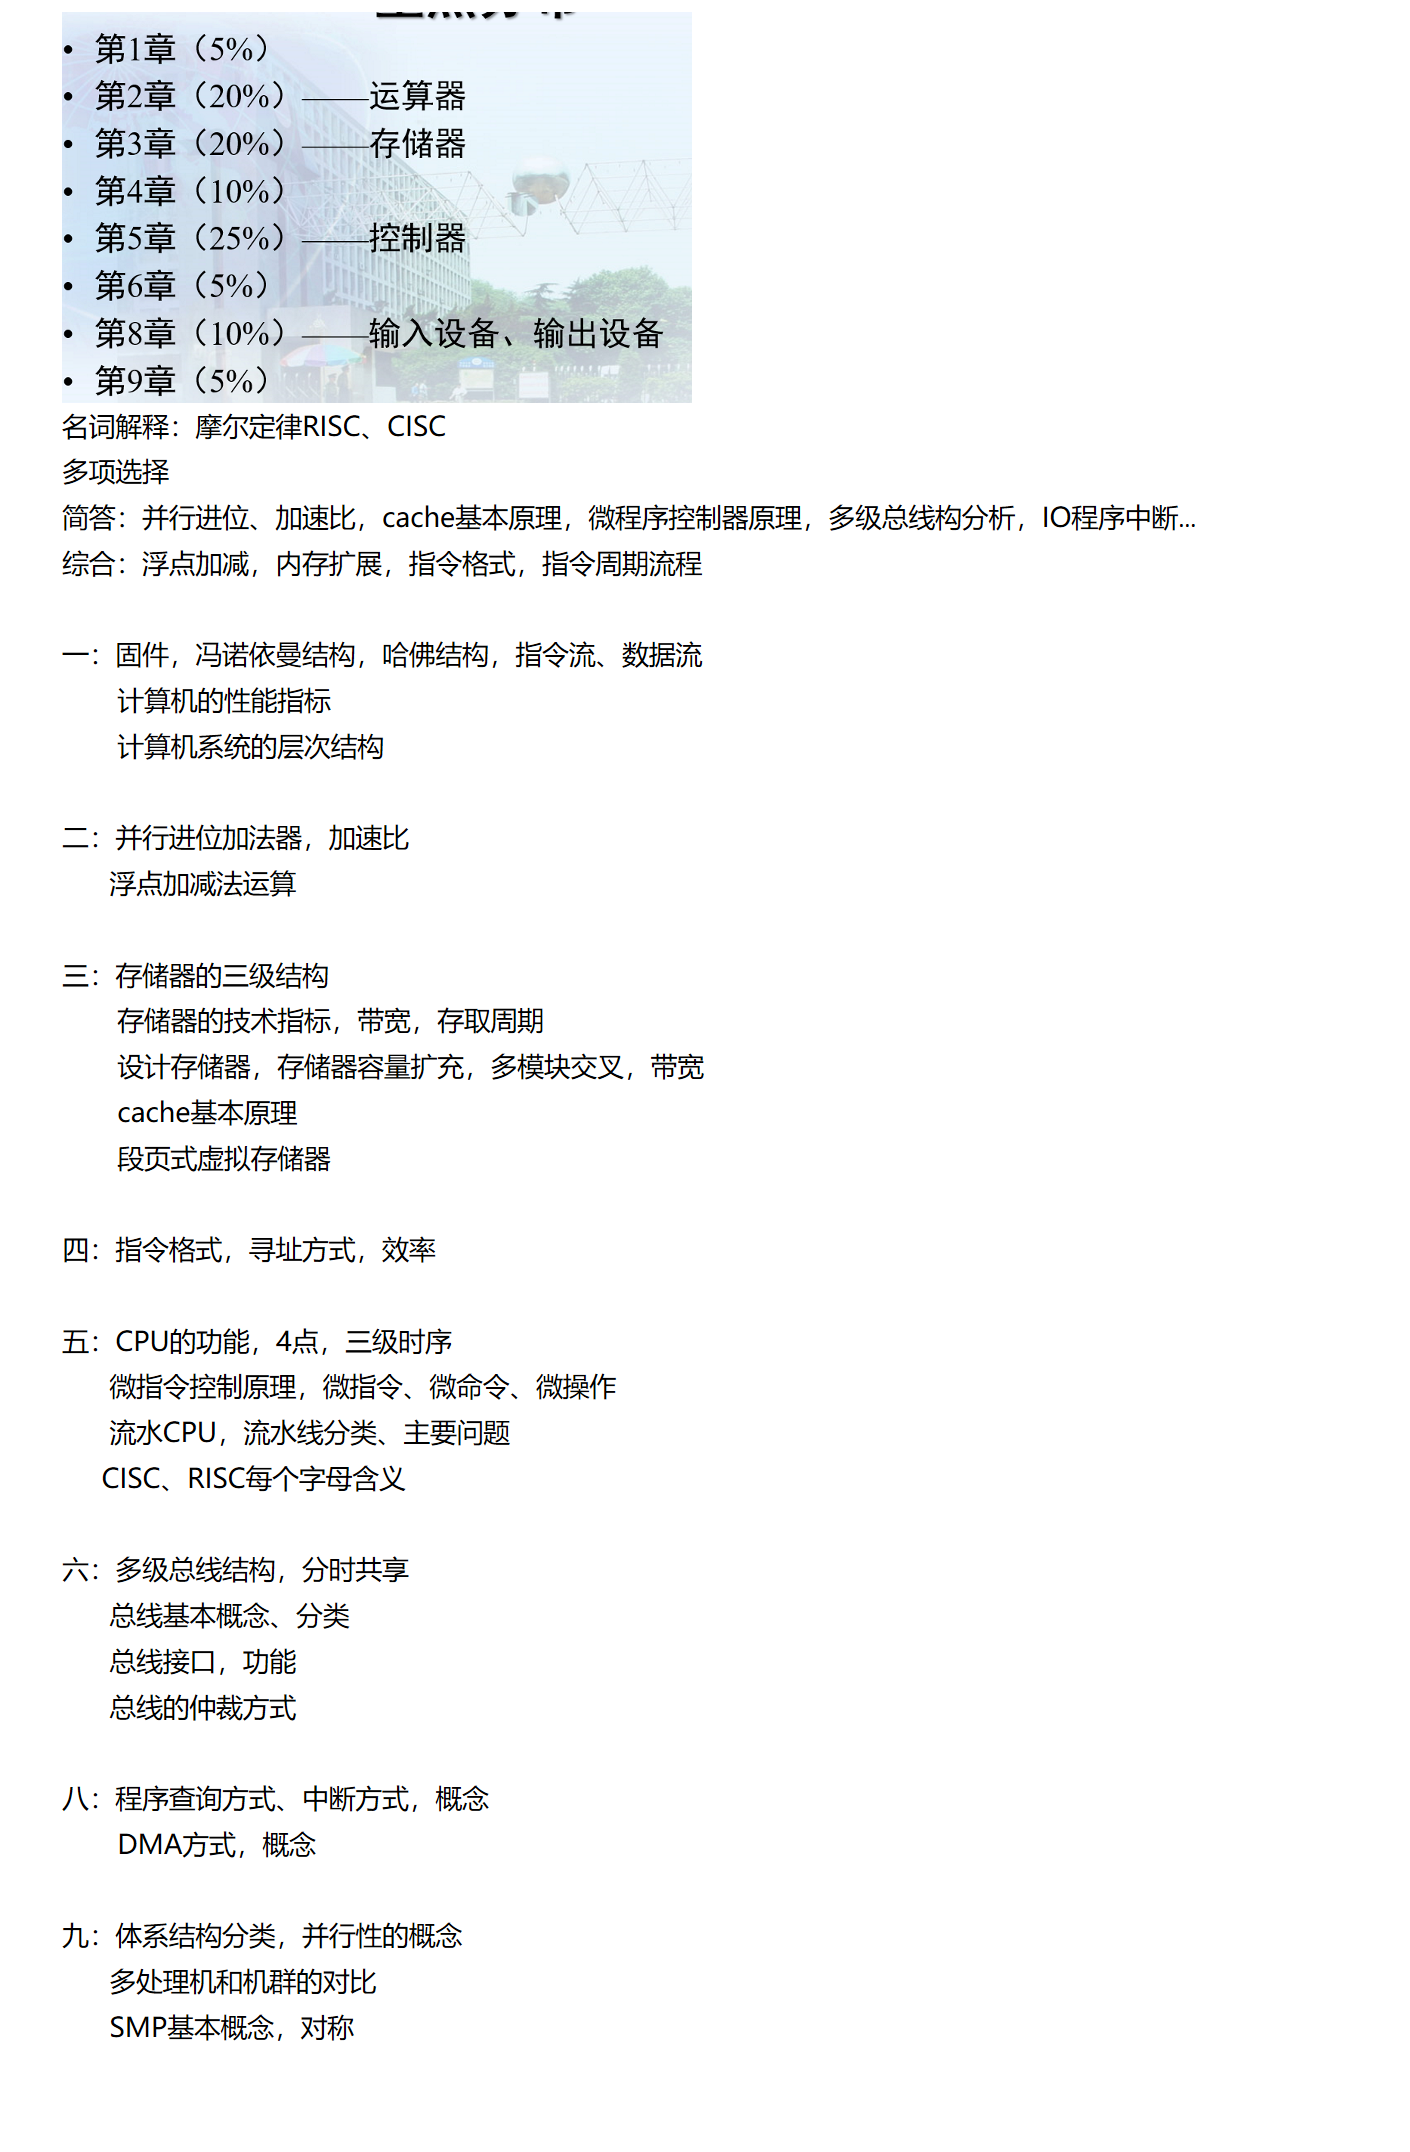 • 第1章（5%）
• 第2章（20%）——运算器
• 第3章（20%）——存储器
• 第4章（10%）
• 第5章（25%）——控制器
• 第6章（5%）
• 第8章（10%）——输入设备、输出设备
• 第9章（5%）
名词解释：摩尔定律RISC、CISC
多项选择
简答：并行进位、加速比，cache基本原理，微程序控制器原理，多级总线构分析，IO程序中断...
综合：浮点加减，内存扩展，指令格式，指令周期流程
一：固件，冯诺依曼结构，哈佛结构，指令流、数据流
计算机的性能指标
计算机系统的层次结构
二：并行进位加法器，加速比
浮点加减法运算
三：存储器的三级结构
存储器的技术指标，带宽，存取周期
设计存储器，存储器容量扩充，多模块交叉，带宽
cache基本原理
段页式虚拟存储器
四：指令格式，寻址方式，效率
五：CPU的功能，4点，三级时序
微指令控制原理，微指令、微命令、微操作
流水CPU，流水线分类、主要问题
CISC、RISC每个字母含义
六：多级总线结构，分时共享
总线基本概念、分类
总线接口，功能
总线的仲裁方式
八：程序查询方式、中断方式，概念
DMA方式，概念
九：体系结构分类，并行性的概念
多处理机和机群的对比
SMP基本概念，对称